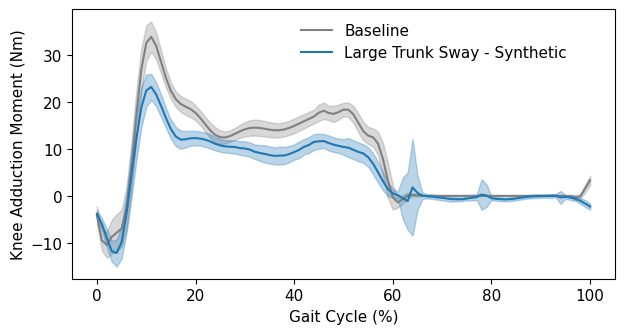 Baseline
Large Trunk Sway - Synthetic
Knee Adduction Moment (Nm)
30
20
10
0
−10
0 20 40 60 80 100
Gait Cycle (%)